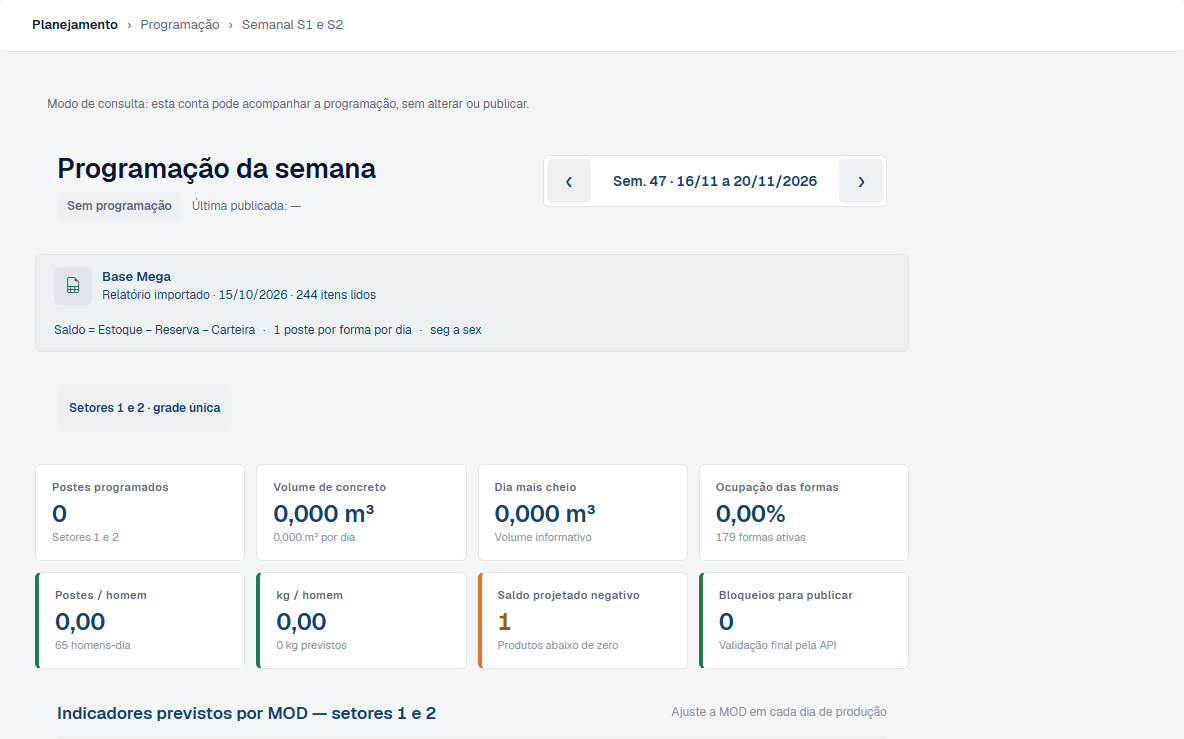 Planejamento › Programação › Semanal S1 e S2
Modo de consulta: esta conta pode acompanhar a programação, sem alterar ou publicar.
Programação da semana
Sem programação Última publicada: —
‹ Sem. 47 · 16/11 a 20/11/2026 ›
Base Mega
Relatório importado · 15/10/2026 · 244 itens lidos
Saldo = Estoque – Reserva – Carteira · 1 poste por forma por dia · seg a sex
Setores 1 e 2 · grade única
Postes programados
0
Setores 1 e 2
Volume de concreto
0,000 m³
0,000 m³ por dia
Dia mais cheio
0,000 m³
Volume informativo
Ocupação das formas
0,00%
179 formas ativas
Postes / homem
0,00
65 homens-dia
kg / homem
0,00
0 kg previstos
Saldo projetado negativo
1
Produtos abaixo de zero
Bloqueios para publicar
0
Validação final pela API
Indicadores previstos por MOD — setores 1 e 2
Ajuste a MOD em cada dia de produção